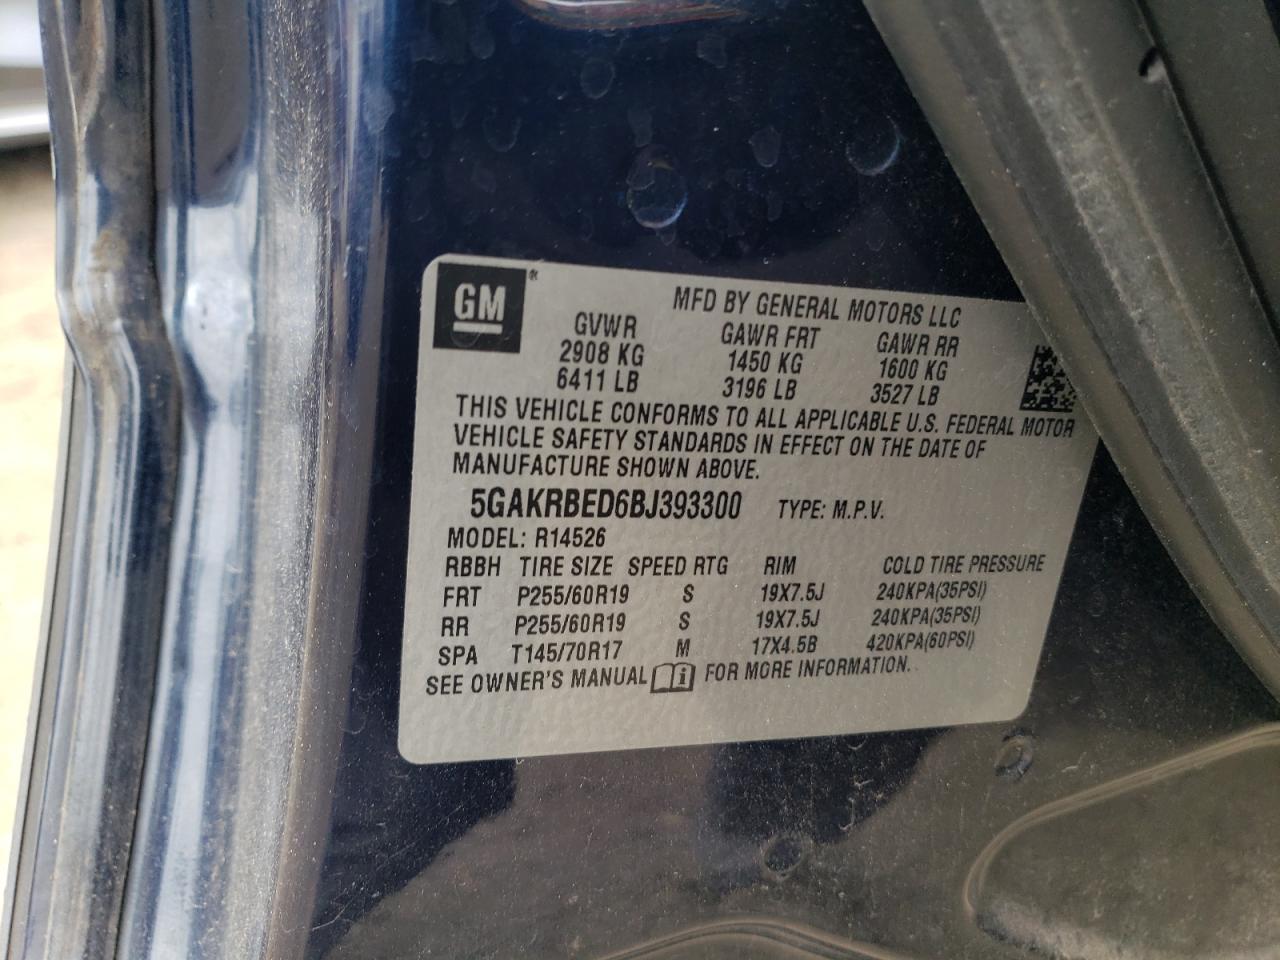 GM®
MFD BY GENERAL MOTORS LLC
GVWR GAWR FRT GAWR RR
2908 KG 1450 KG 1600 KG
6411 LB 3196 LB 3527 LB
THIS VEHICLE CONFORMS TO ALL APPLICABLE U.S. FEDERAL MOTOR
VEHICLE SAFETY STANDARDS IN EFFECT ON THE DATE OF
MANUFACTURE SHOWN ABOVE.
5GAKRBED6BJ393300 TYPE: M.P.V.
MODEL: R14526
RBBH TIRE SIZE SPEED RTG RIM COLD TIRE PRESSURE
FRT P255/60R19 S 19X7.5J 240KPA(35PSI)
RR P255/60R19 S 19X7.5J 240KPA(35PSI)
SPA T145/70R17 M 17X4.5B 420KPA(60PSI)
SEE OWNER'S MANUAL i FOR MORE INFORMATION.